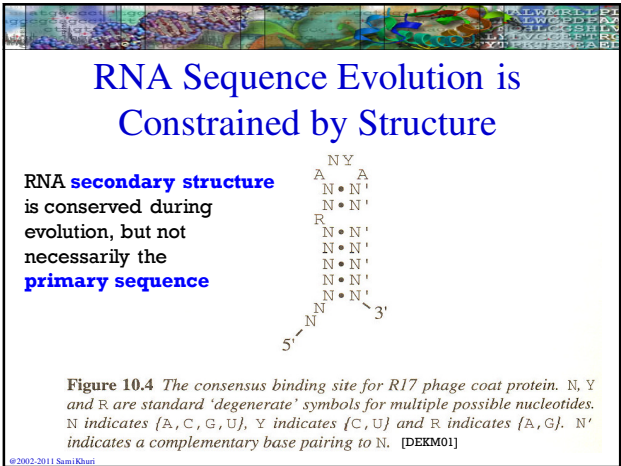 RNA Sequence Evolution is
Constrained by Structure
RNA secondary structure
is conserved during
evolution, but not
necessarily the
primary sequence
N Y
A A
N • N'
N • N'
R
N • N'
N • N'
N • N'
N • N'
N • N'
N
N
3'
5'
Figure 10.4 The consensus binding site for R17 phage coat protein. N, Y
and R are standard 'degenerate' symbols for multiple possible nucleotides.
N indicates {A,C,G,U}, Y indicates {C,U} and R indicates {A,G}. N'
indicates a complementary base pairing to N. [DEKM01]
@2002-2011 SamiKhuri